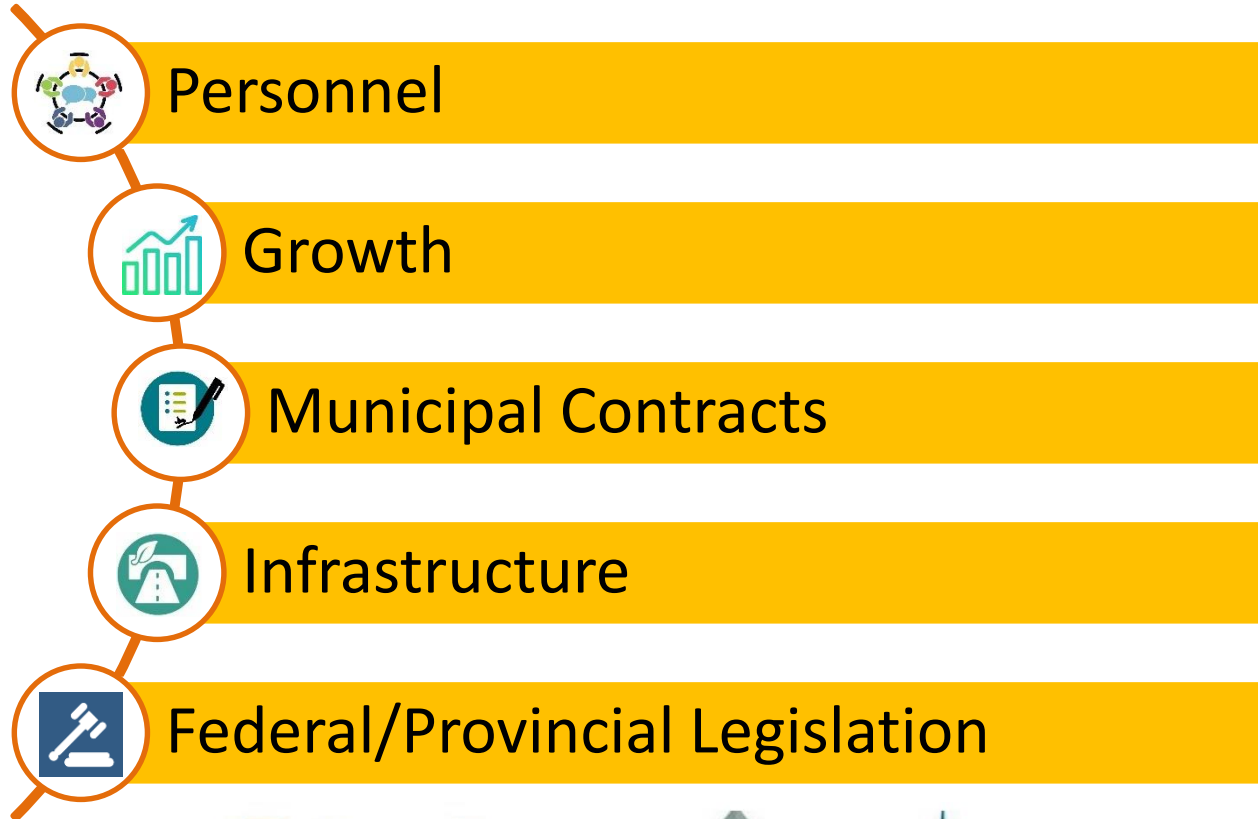 Personnel
Growth
Municipal Contracts
Infrastructure
Federal/Provincial Legislation